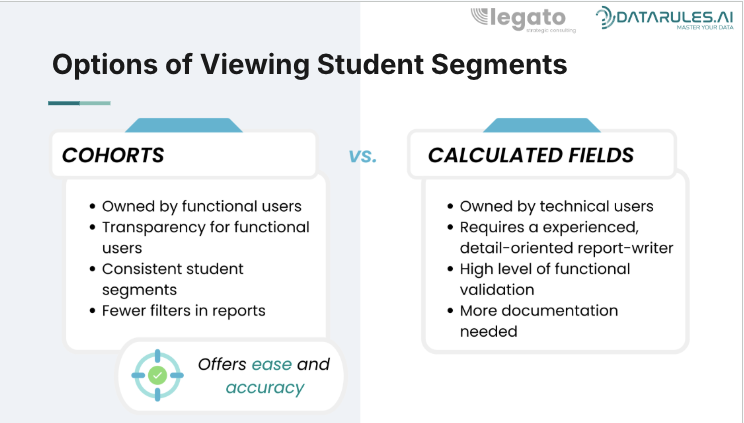 legato
strategic consulting
DATARULES.AI
MASTER YOUR DATA
Options of Viewing Student Segments
COHORTS
vs.
CALCULATED FIELDS
• Owned by functional users
• Transparency for functional
users
• Consistent student
segments
• Fewer filters in reports
Offers ease and
accuracy
• Owned by technical users
• Requires a experienced,
detail-oriented report-writer
• High level of functional
validation
• More documentation
needed